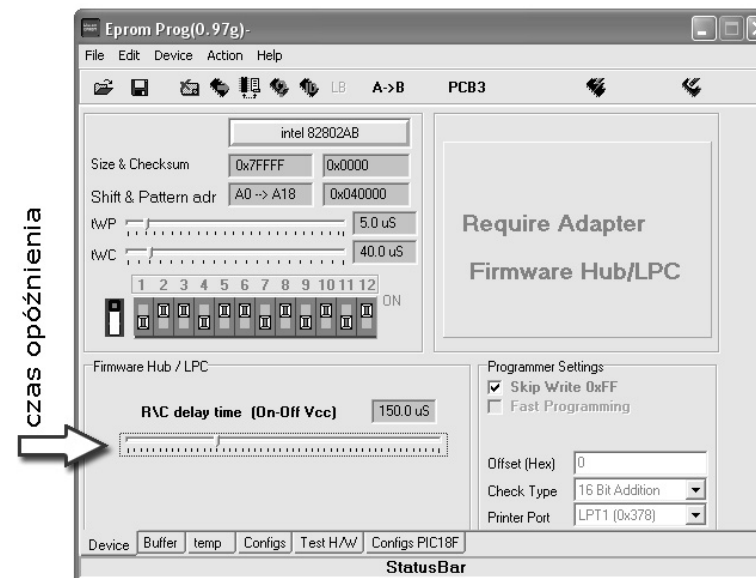 Eprom Prog(0.97g)-
File Edit Device Action Help
LB A->B PCB3
intel 82802AB
Size & Checksum 0x7FFFF 0x0000
Shift & Pattern adr A0 --> A18 0x040000
tWP 5.0 uS
tWC 40.0 uS
1 2 3 4 5 6 7 8 9 10 11 12
ON
Require Adapter
Firmware Hub/LPC
czas opóźnienia
Firmware Hub / LPC
R\C delay time (On-Off Vcc) 150.0 uS
Programmer Settings
Skip Write 0xFF
Fast Programming
Offset (Hex) 0
Check Type 16 Bit Addition
Printer Port LPT1 (0x378)
Device Buffer temp Configs Test H/W Configs PIC18F
StatusBar